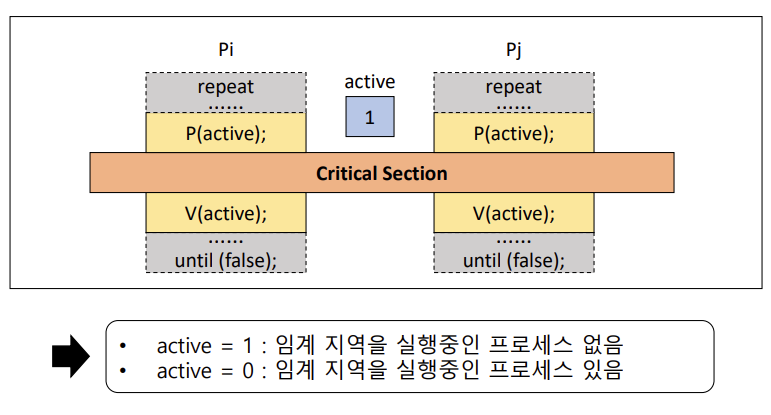 Pi
Pj
repeat
......
P(active);
active
1
repeat
......
P(active);
Critical Section
V(active);
......
until (false);
V(active);
......
until (false);
• active = 1 : 임계 지역을 실행중인 프로세스 없음
• active = 0 : 임계 지역을 실행중인 프로세스 있음